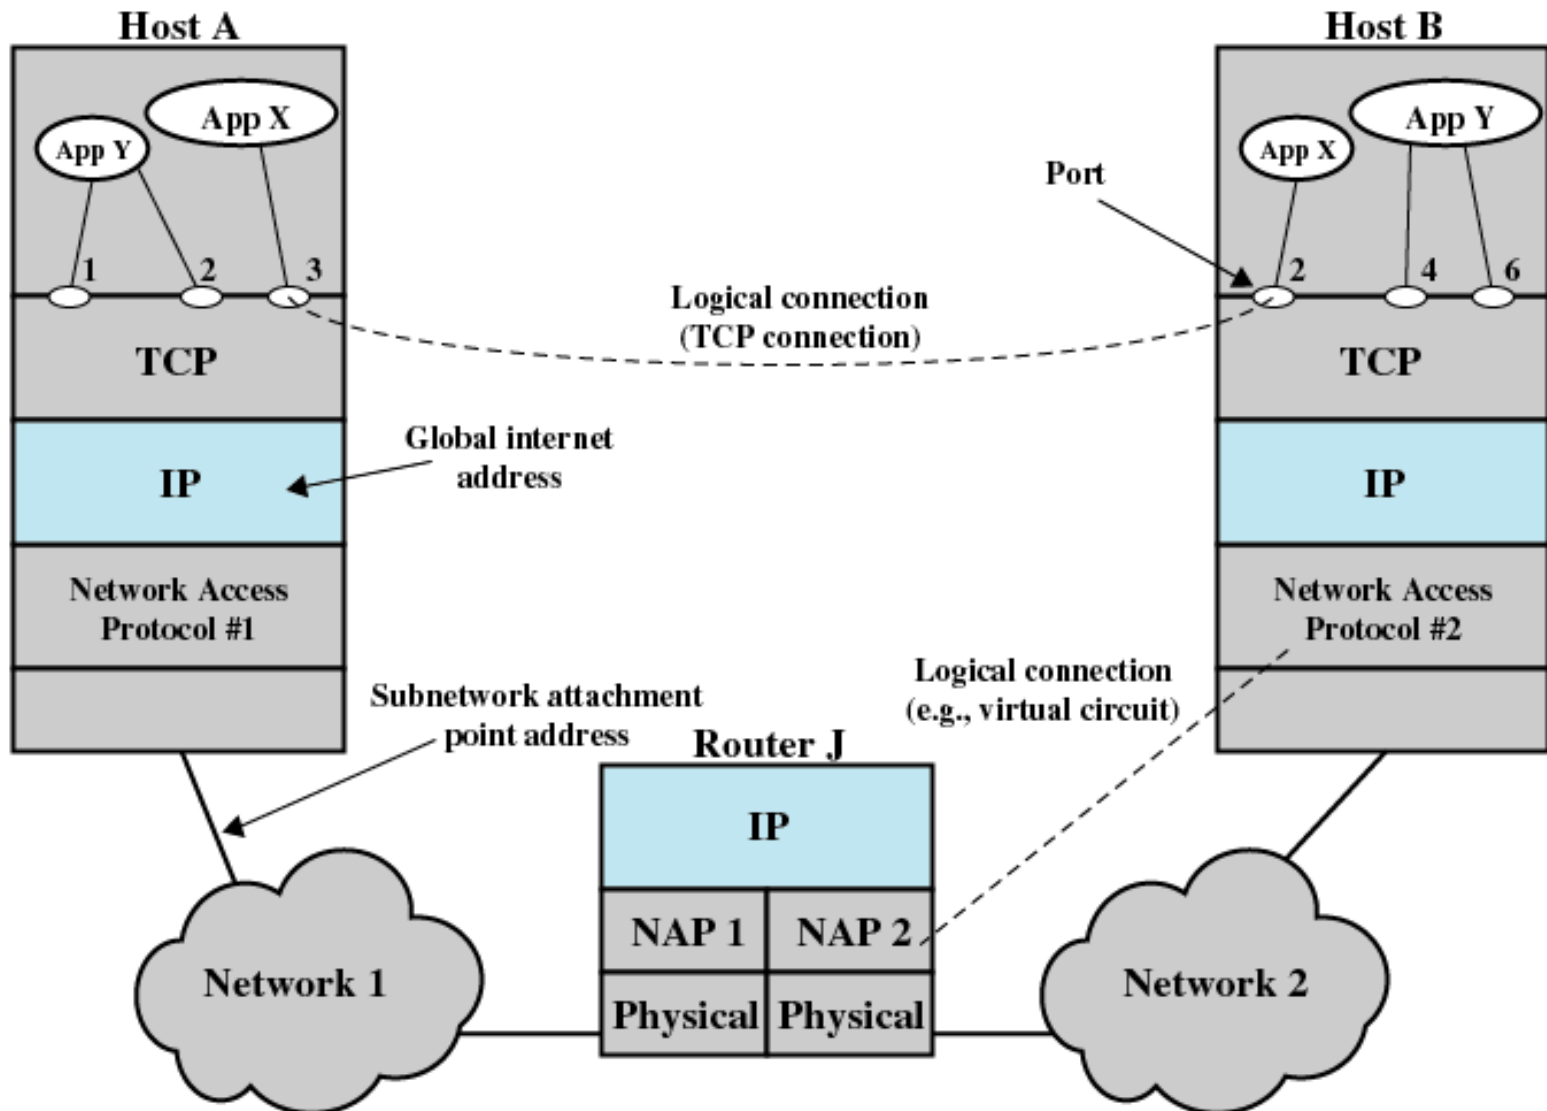 Host A
Host B
App X
App Y
App Y
App X
Port
1
2
3
2
4
6
Logical connection
(TCP connection)
TCP
TCP
Global internet
address
IP
IP
Network Access
Protocol #1
Network Access
Protocol #2
Logical connection
(e.g., virtual circuit)
Subnetwork attachment
point address
Router J
IP
NAP 1
NAP 2
Network 1
Network 2
Physical
Physical